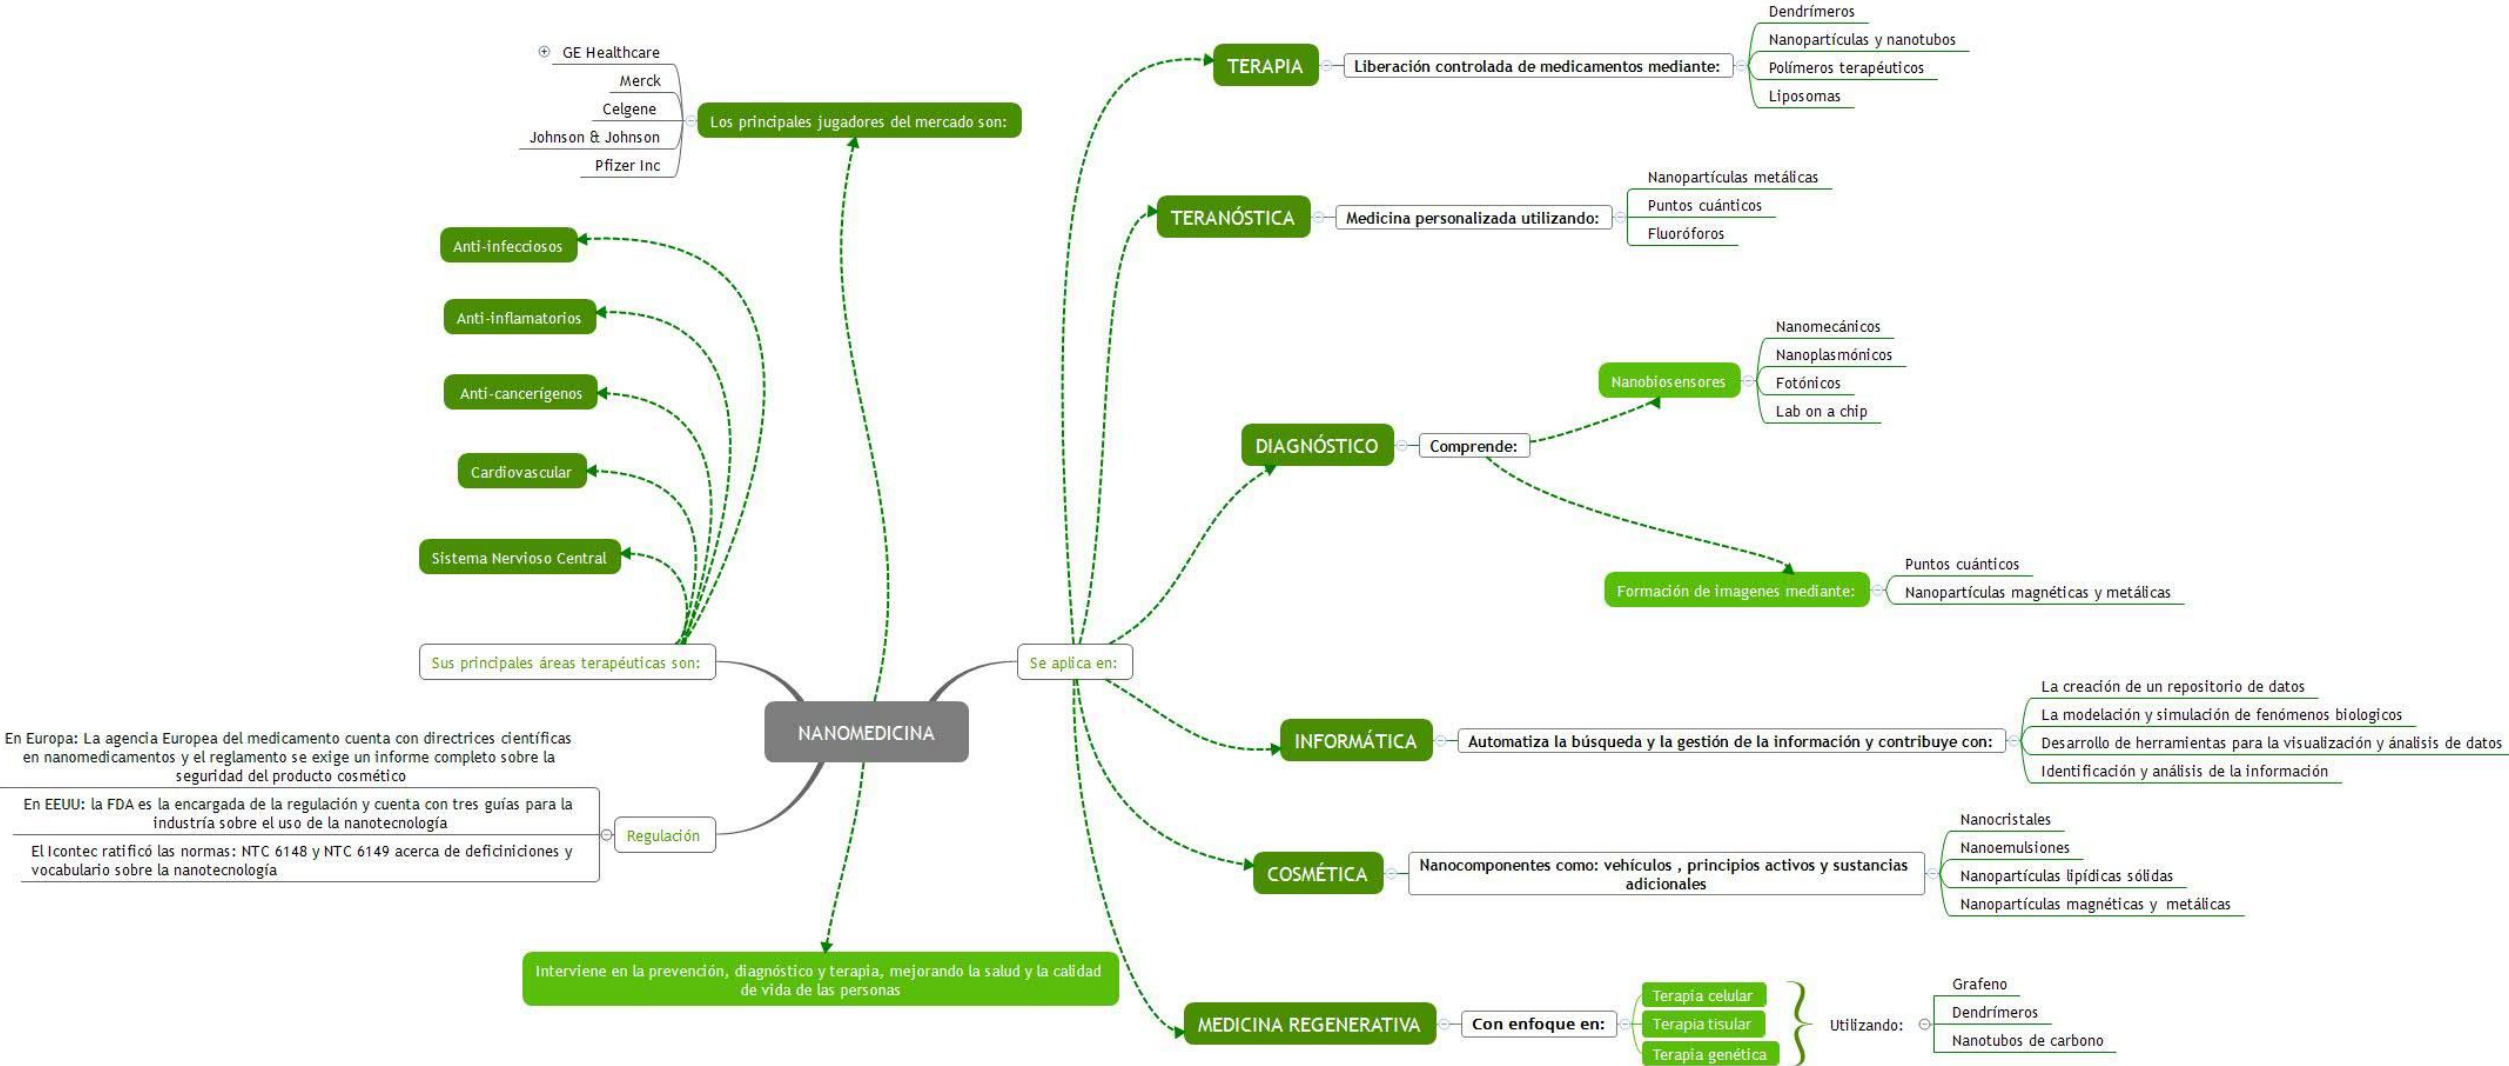 NANOMEDICINA
Los principales jugadores del mercado son:
GE Healthcare
Merck
Celgene
Johnson & Johnson
Pfizer Inc
Sus principales áreas terapéuticas son:
Anti-infecciosos
Anti-inflamatorios
Anti-cancerígenos
Cardiovascular
Sistema Nervioso Central
Regulación
En Europa: La agencia Europea del medicamento cuenta con directrices científicas
en nanomedicamentos y el reglamento se exige un informe completo sobre la
seguridad del producto cosmético
En EEUU: la FDA es la encargada de la regulación y cuenta con tres guías para la
industría sobre el uso de la nanotecnología
El Icontec ratificó las normas: NTC 6148 y NTC 6149 acerca de deficiniciones y
vocabulario sobre la nanotecnología
Interviene en la prevención, diagnóstico y terapia, mejorando la salud y la calidad
de vida de las personas
Se aplica en:
TERAPIA
Liberación controlada de medicamentos mediante:
Dendrímeros
Nanopartículas y nanotubos
Polímeros terapéuticos
Liposomas
TERANÓSTICA
Medicina personalizada utilizando:
Nanopartículas metálicas
Puntos cuánticos
Fluoróforos
DIAGNÓSTICO
Comprende:
Nanobiosensores
Nanomecánicos
Nanoplasmónicos
Fotónicos
Lab on a chip
Formación de imagenes mediante:
Puntos cuánticos
Nanopartículas magnéticas y metálicas
INFORMÁTICA
Automatiza la búsqueda y la gestión de la información y contribuye con:
La creación de un repositorio de datos
La modelación y simulación de fenómenos biologicos
Desarrollo de herramientas para la visualización y ánalisis de datos
Identificación y análisis de la información
COSMÉTICA
Nanocomponentes como: vehículos , principios activos y sustancias
adicionales
Nanocristales
Nanoemulsiones
Nanopartículas lipídicas sólidas
Nanopartículas magnéticas y metálicas
MEDICINA REGENERATIVA
Con enfoque en:
Terapia celular
Terapia tisular
Terapia genética
Utilizando:
Grafeno
Dendrímeros
Nanotubos de carbono